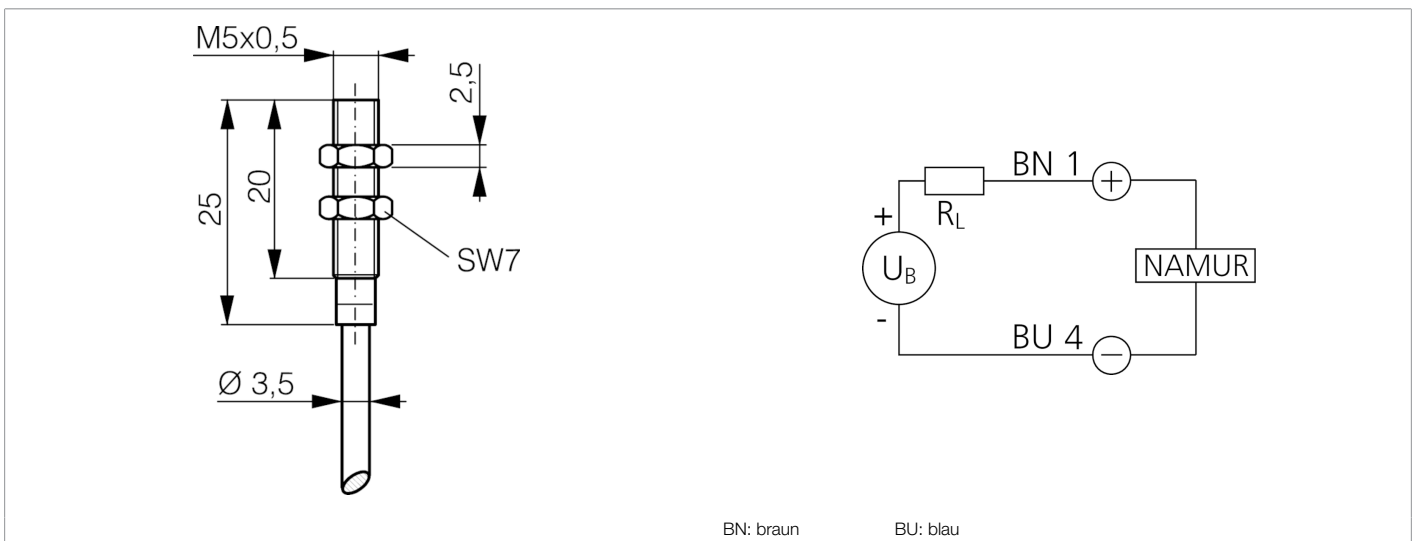 M5x0,5
2,5
25
20
SW7
Ø 3,5
BN 1
+
R_L
+
U_B
NAMUR
-
BU 4
−
BN: braun BU: blau